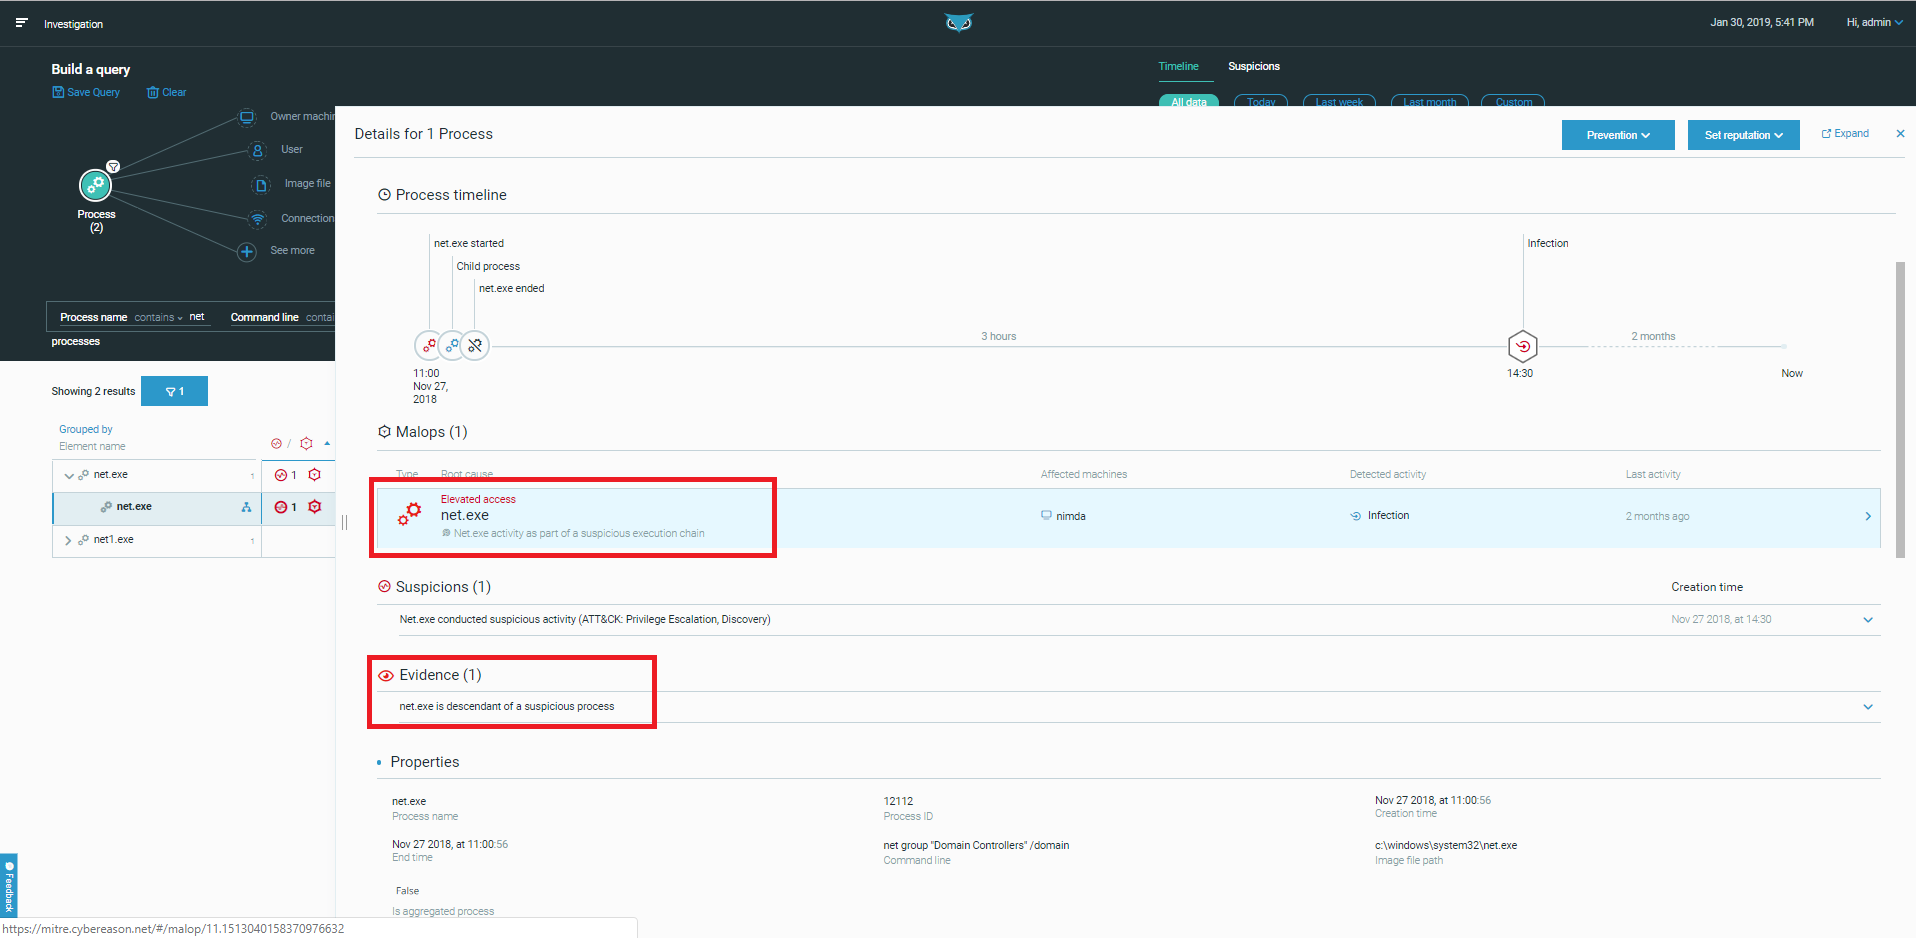 Investigation
Jan 30, 2019, 5:41 PM
Hi, admin
Build a query
Save Query
Clear
Timeline
Suspicions
All data
Today
Last week
Last month
Custom
Owner machin
User
Image file
Connection
See more
Process
(2)
Process name contains net Command line contai
processes
Showing 2 results
1
Grouped by
Element name
/
net.exe 1 1
net.exe 1
net1.exe 1
Details for 1 Process
Prevention
Set reputation
Expand
Process timeline
net.exe started
Child process
net.exe ended
Infection
3 hours
2 months
11:00
Nov 27,
2018
14:30
Now
Malops (1)
Type Root cause Affected machines Detected activity Last activity
Elevated access
net.exe
Net.exe activity as part of a suspicious execution chain
nimda
Infection
2 months ago
Suspicions (1)
Creation time
Net.exe conducted suspicious activity (ATT&CK: Privilege Escalation, Discovery)
Nov 27 2018, at 14:30
Evidence (1)
net.exe is descendant of a suspicious process
Properties
net.exe
Process name
12112
Process ID
Nov 27 2018, at 11:00:56
Creation time
Nov 27 2018, at 11:00:56
End time
net group "Domain Controllers" /domain
Command line
c:\windows\system32\net.exe
Image file path
False
Is aggregated process
Feedback
https://mitre.cybereason.net/#/malop/11.1513040158370976632